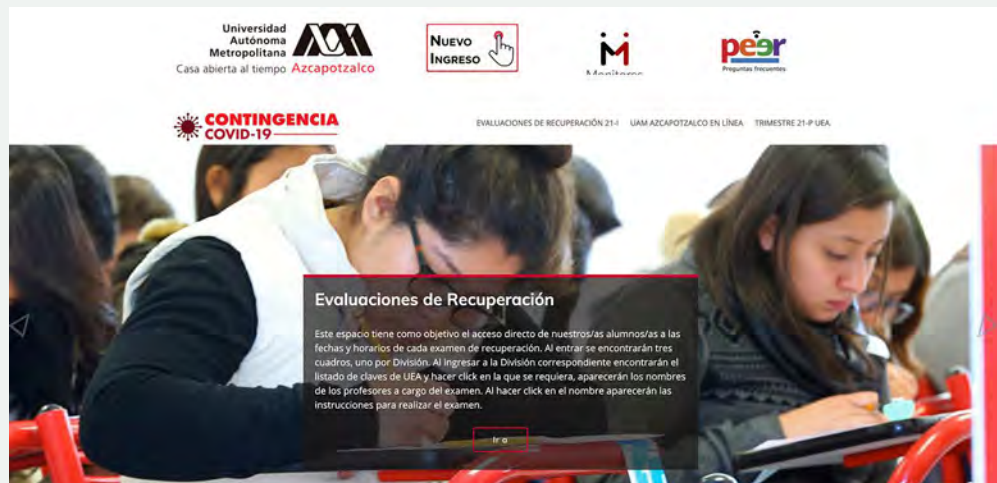 Universidad
Autónoma
Metropolitana
Casa abierta al tiempo Azcapotzalco
NUEVO
INGRESO
Monitores
peer
Preguntas frecuentes
CONTINGENCIA
COVID-19
EVALUACIONES DE RECUPERACIÓN 21-I UAM AZCAPOTZALCO EN LÍNEA TRIMESTRE 21-P UEA
Evaluaciones de Recuperación
Este espacio tiene como objetivo el acceso directo de nuestros/as alumnos/as a las
fechas y horarios de cada examen de recuperación. Al entrar se encontrarán tres
cuadros, uno por División. Al ingresar a la División correspondiente encontrarán el
listado de claves de UEA y hacer click en la que se requiera, aparecerán los nombres
de los profesores a cargo del examen. Al hacer click en el nombre aparecerán las
instrucciones para realizar el examen.
Ir a